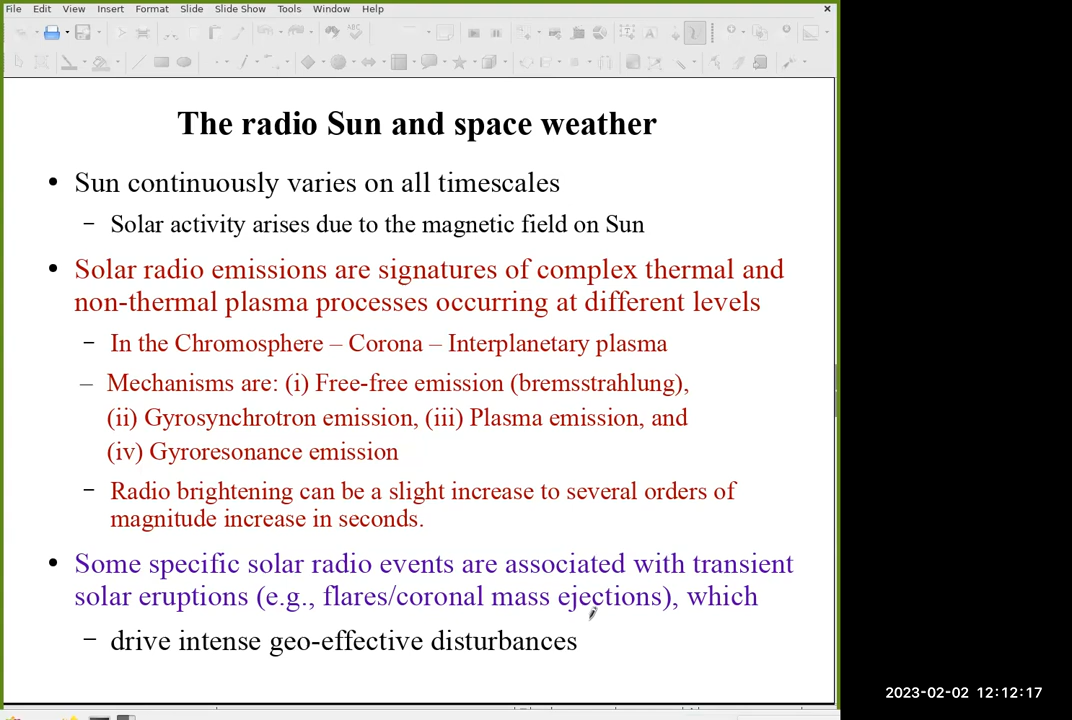 File Edit View Insert Format Slide Slide Show Tools Window Help
The radio Sun and space weather
• Sun continuously varies on all timescales
– Solar activity arises due to the magnetic field on Sun
• Solar radio emissions are signatures of complex thermal and
non-thermal plasma processes occurring at different levels
– In the Chromosphere – Corona – Interplanetary plasma
– Mechanisms are: (i) Free-free emission (bremsstrahlung),
(ii) Gyrosynchrotron emission, (iii) Plasma emission, and
(iv) Gyroresonance emission
– Radio brightening can be a slight increase to several orders of
magnitude increase in seconds.
• Some specific solar radio events are associated with transient
solar eruptions (e.g., flares/coronal mass ejections), which
– drive intense geo-effective disturbances
2023-02-02 12:12:17